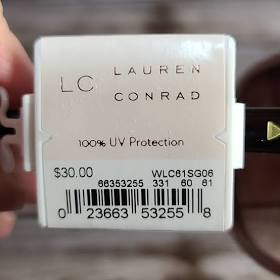 LC LAUREN
CONRAD
100% UV Protection
$30.00 WLC61SG06
66353255 331 60 61
0 23663 53255 8